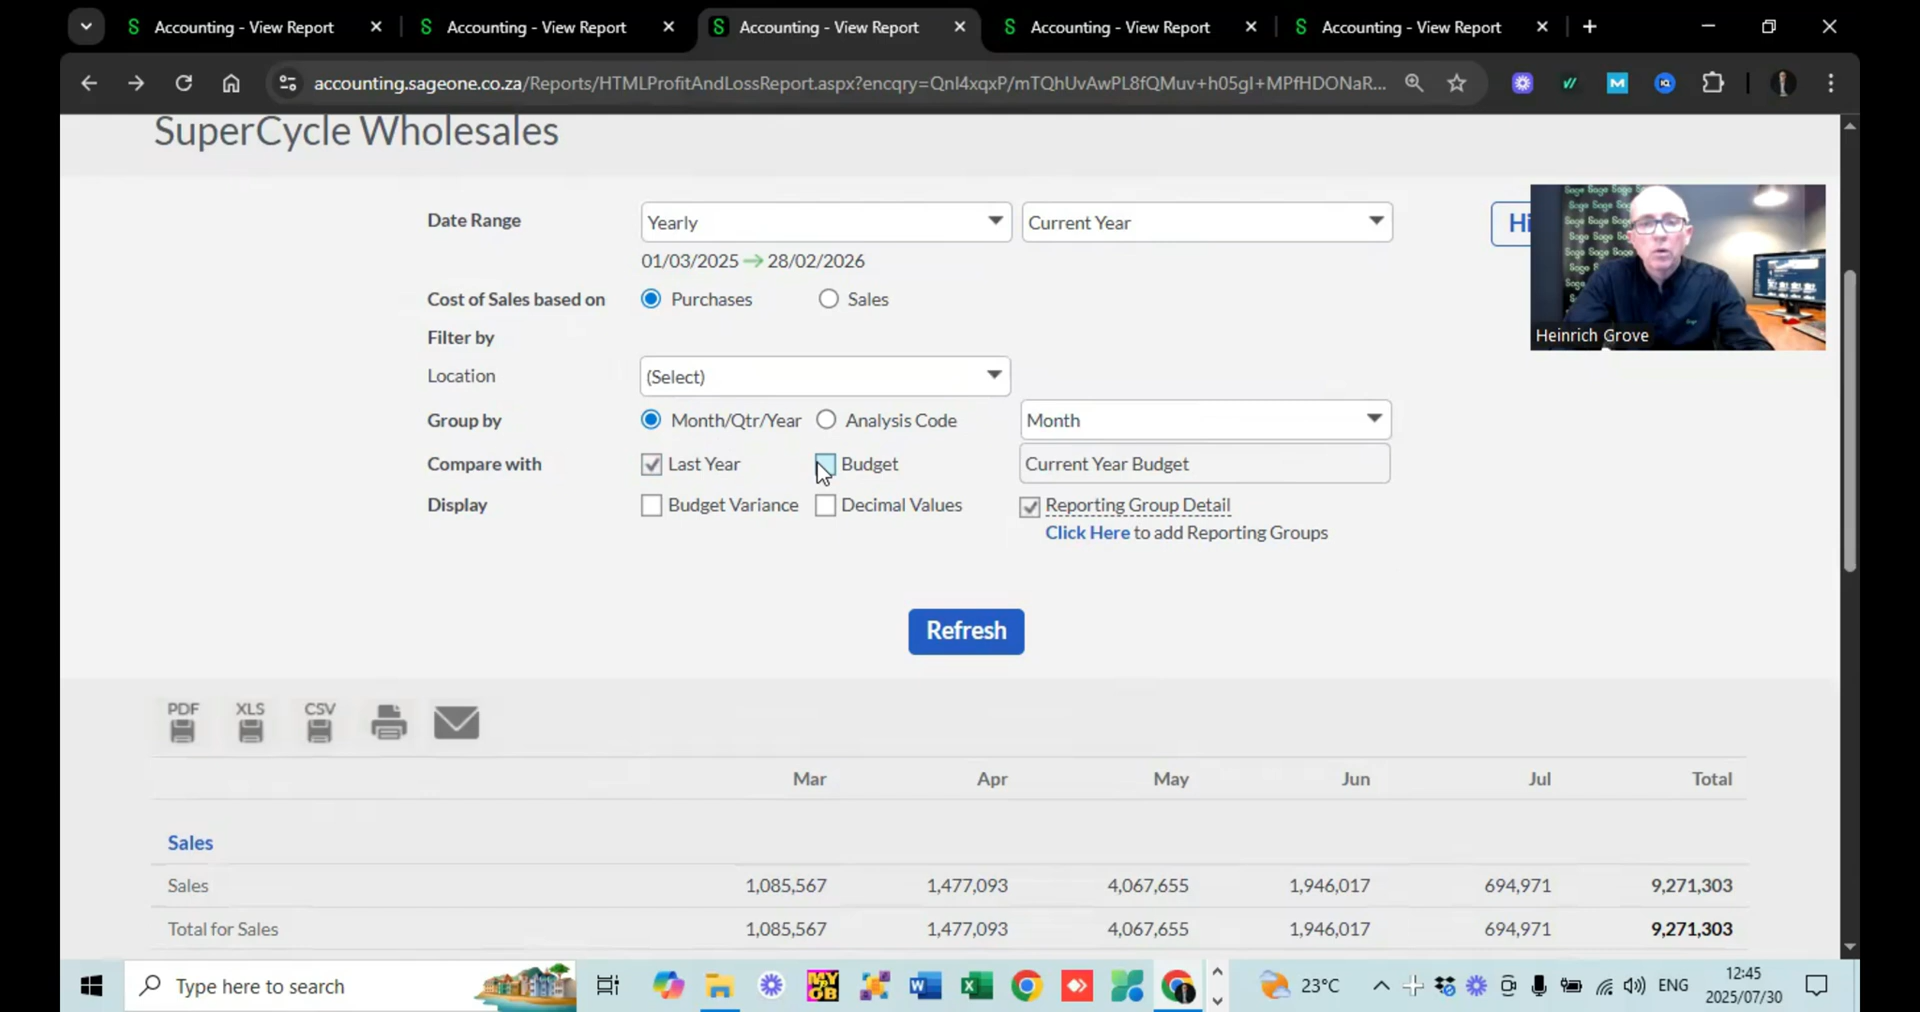 Accounting - View Report
Accounting - View Report
Accounting - View Report
Accounting - View Report
Accounting - View Report
accounting.sageone.co.za/Reports/HTMLProfitAndLossReport.aspx?encqry=QnI4xqxP/mTQhUvAwPL8fQMuv+h05gI+MPfHDONaR...
SuperCycle Wholesales
Date Range Yearly Current Year
01/03/2025 → 28/02/2026
Hi
Cost of Sales based on Purchases Sales
Filter by
Location (Select)
Group by Month/Qtr/Year Analysis Code Month
Compare with Last Year Budget Current Year Budget
Display Budget Variance Decimal Values Reporting Group Detail
Click Here to add Reporting Groups
Sage Sage Sage
Heinrich Grove
Refresh
PDF XLS CSV
Mar Apr May Jun Jul Total
Sales
Sales 1,085,567 1,477,093 4,067,655 1,946,017 694,971 9,271,303
Total for Sales 1,085,567 1,477,093 4,067,655 1,946,017 694,971 9,271,303
Type here to search
23°C
ENG
12:45
2025/07/30